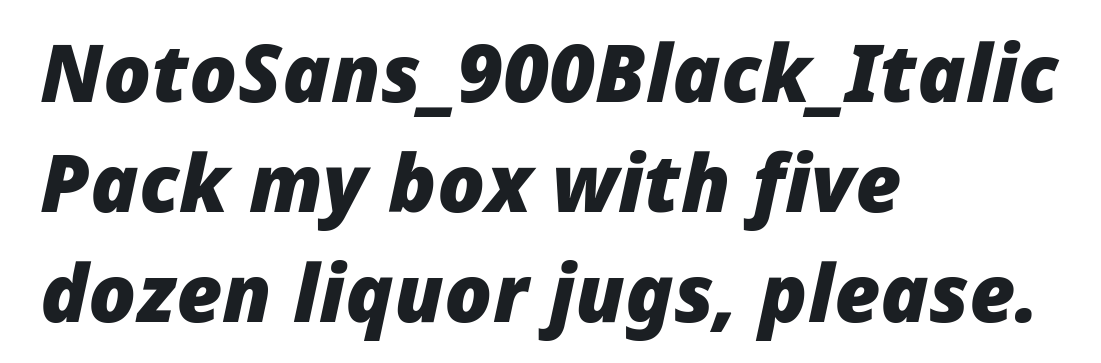 NotoSans_900Black_Italic
Pack my box with five
dozen liquor jugs, please.